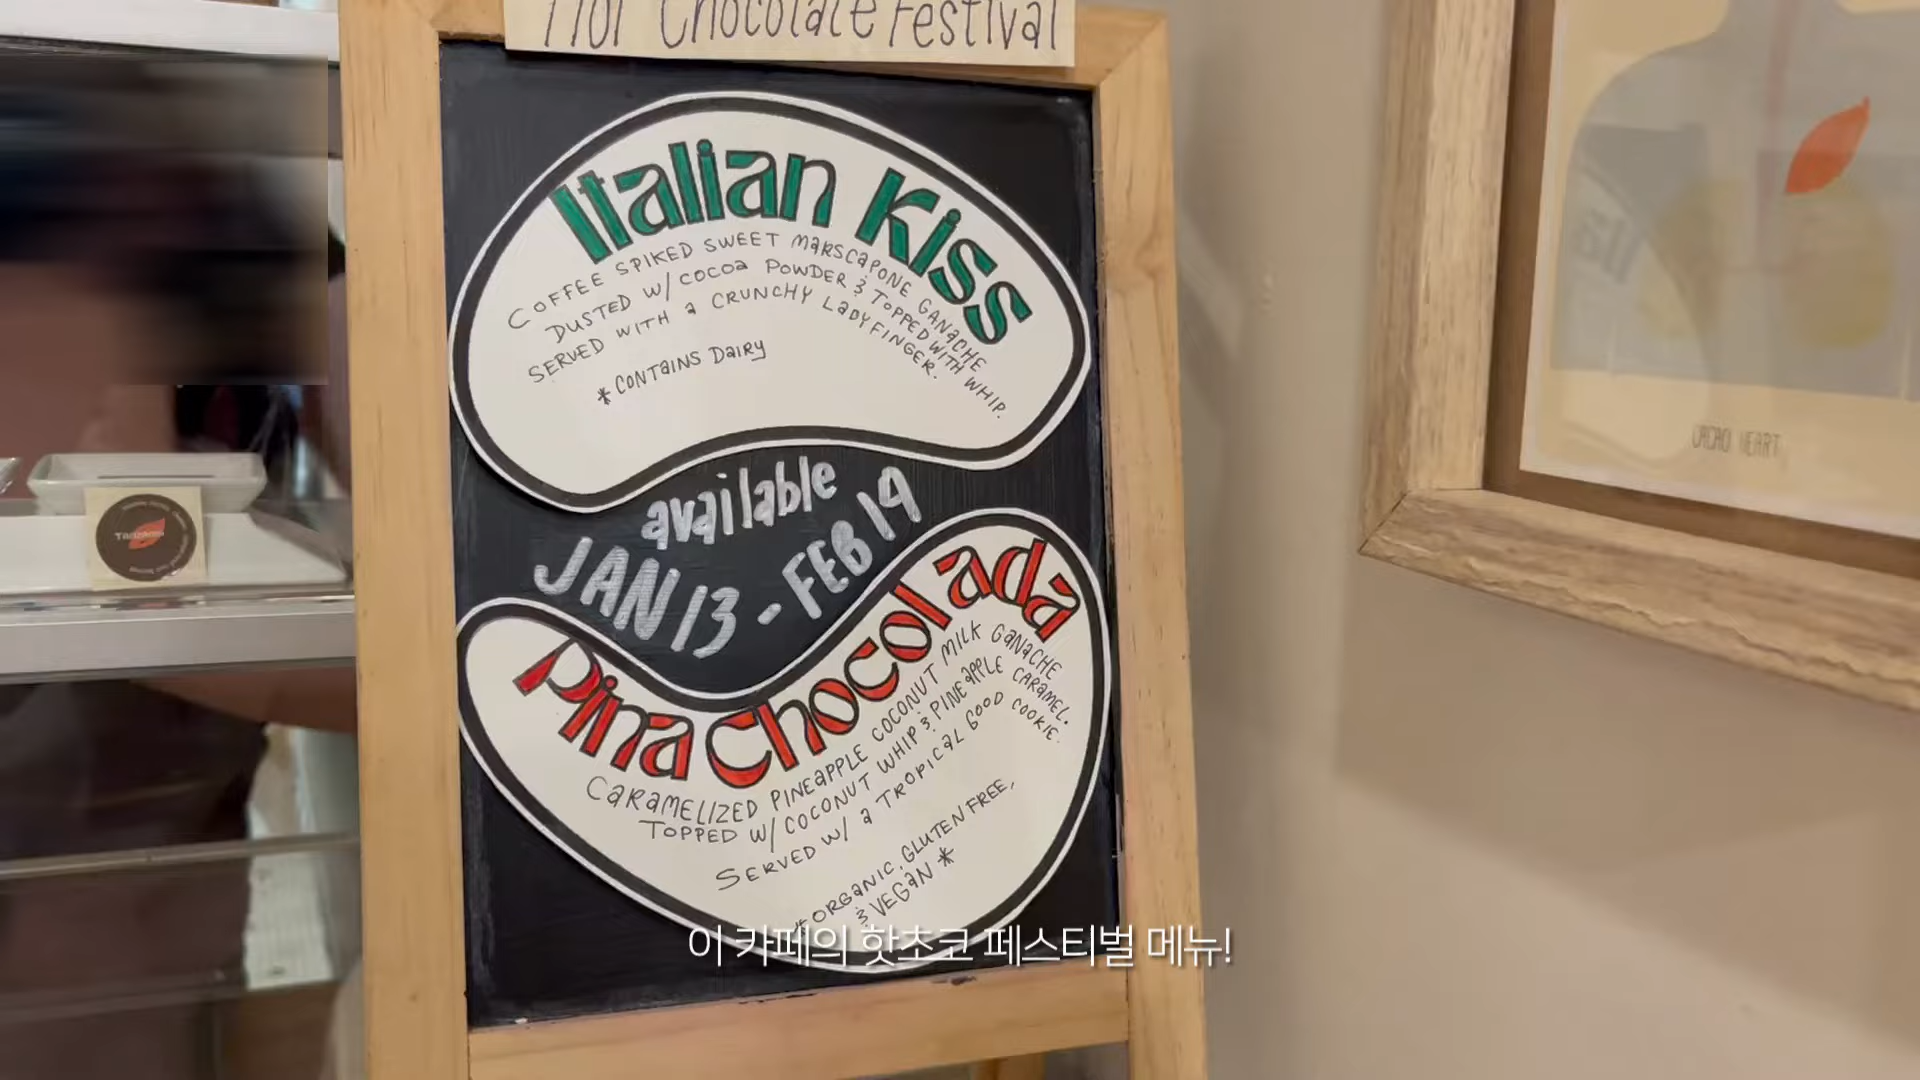 Hot Chocolate Festival
Italian Kiss
COFFEE SPIKED SWEET MARSCAPONE GANACHE
DUSTED W/ COCOA POWDER & TOPPED WITH WHIP.
SERVED WITH a CRUNCHY LADYFINGER.
*CONTAINS DAIRY
available
JAN 13 - FEB 19
Pina Chocolada
CARAMELIZED PINEAPPLE COCONUT MILK GANACHE
TOPPED W/ COCONUT WHIP & PINEAPPLE CARAMEL.
SERVED W/ a TROPICAL GOOD COOKIE.
*ORGANIC, GLUTEN FREE,
& VEGAN *
이 카페의 핫초코 페스티벌 메뉴!
TANZANIA
CACAO HEART